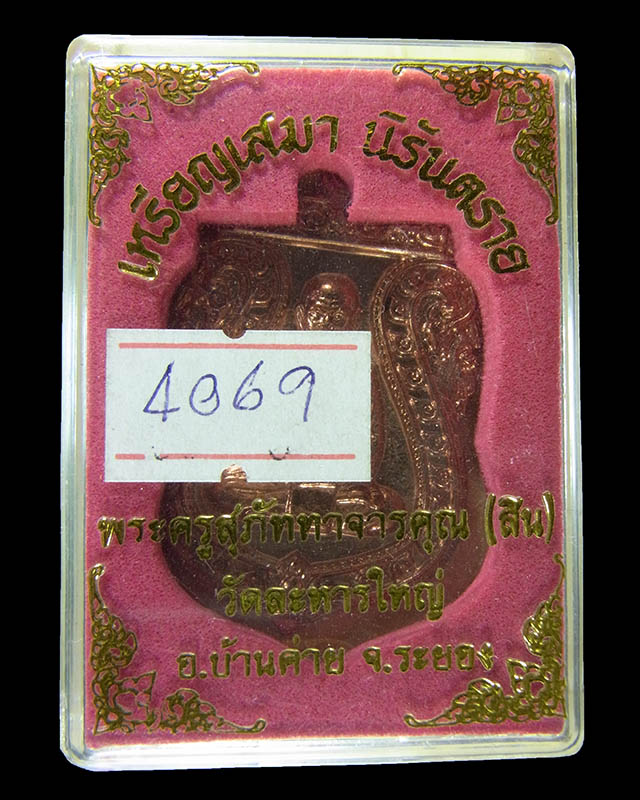 เหรียญเสมา นิรันตราย
4069
พระครูสุภัททาจารคุณ (สิน)
วัดละหารใหญ่
อ.บ้านค่าย จ.ระยอง